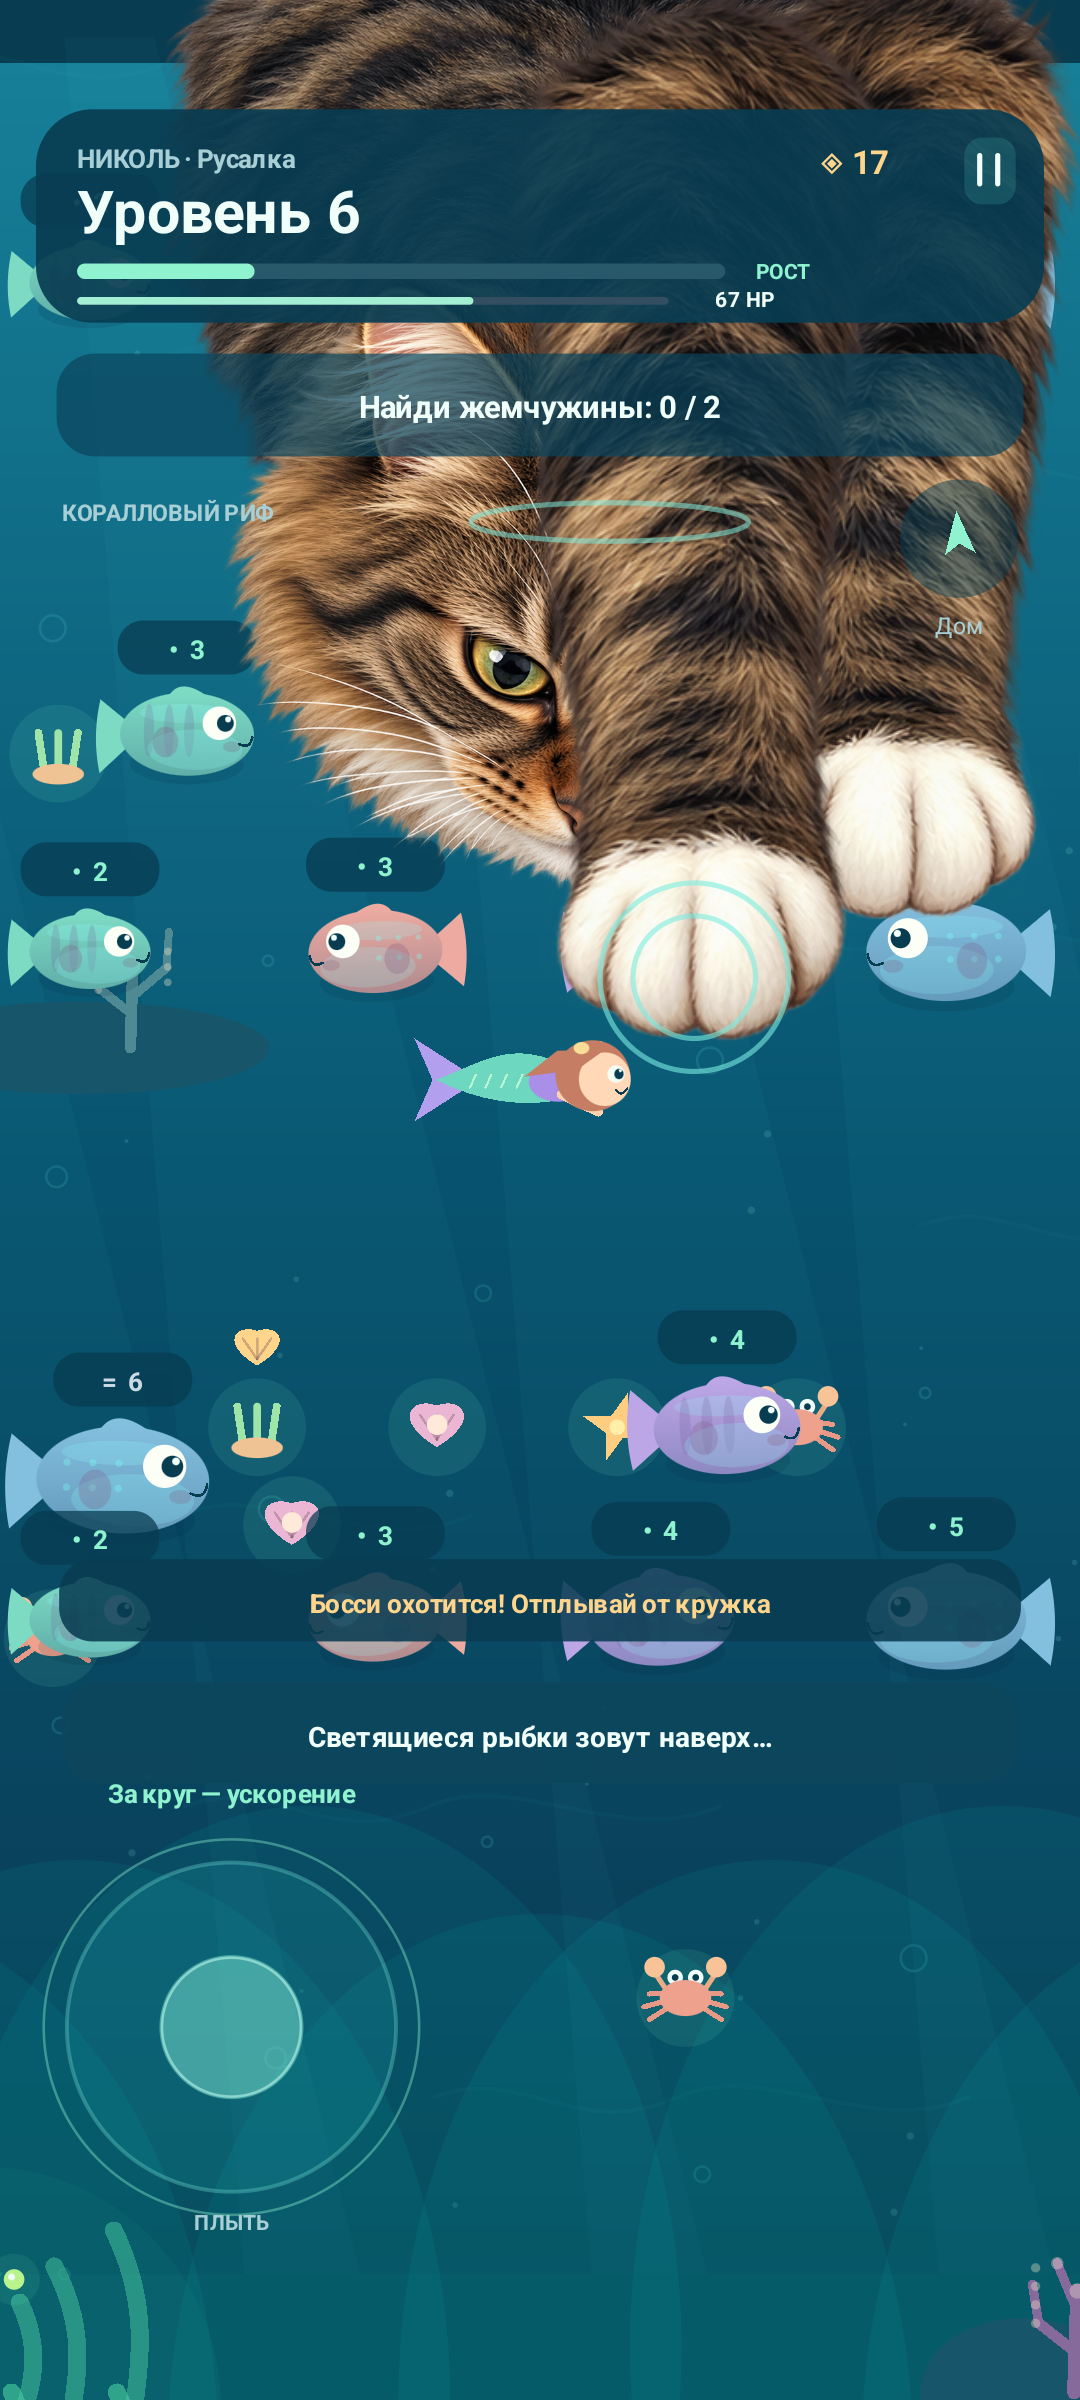 НИКОЛЬ · Русалка
17
Уровень 6
РОСТ
67 HP
Найди жемчужины: 0 / 2
КОРАЛЛОВЫЙ РИФ
Дом
• 3
• 2
• 3
• 4
= 6
• 2
• 3
• 4
• 5
Босси охотится! Отплывай от кружка
Светящиеся рыбки зовут наверх…
За круг — ускорение
ПЛЫТЬ